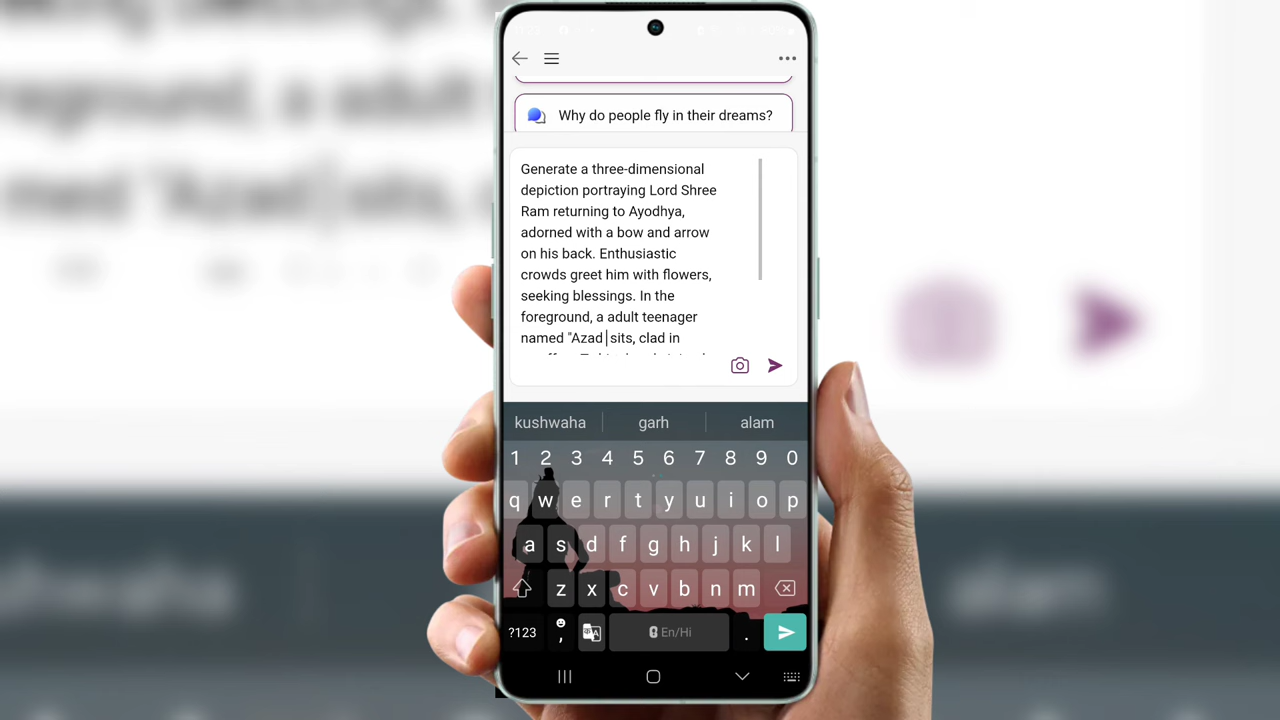 Why do people fly in their dreams?
Generate a three-dimensional
depiction portraying Lord Shree
Ram returning to Ayodhya,
adorned with a bow and arrow
on his back. Enthusiastic
crowds greet him with flowers,
seeking blessings. In the
foreground, a adult teenager
named "Azad sits, clad in
kushwaha garh alam
1 2 3 4 5 6 7 8 9 0
q w e r t y u i o p
a s d f g h j k l
z x c v b n m
?123 , En/Hi .